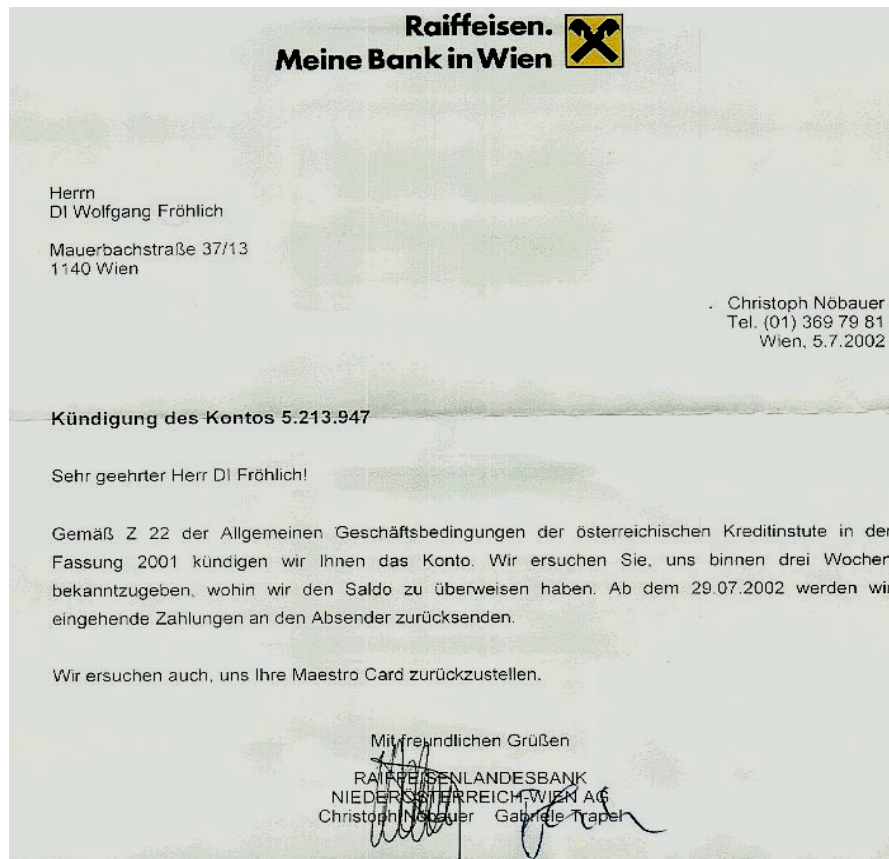 Raiffeisen.
Meine Bank in Wien
Herrn
DI Wolfgang Fröhlich
Mauerbachstraße 37/13
1140 Wien
Christoph Nöbauer
Tel. (01) 369 79 81
Wien, 5.7.2002
Kündigung des Kontos 5.213.947
Sehr geehrter Herr DI Fröhlich!
Gemäß Z 22 der Allgemeinen Geschäftsbedingungen der österreichischen Kreditinstute in der
Fassung 2001 kündigen wir Ihnen das Konto. Wir ersuchen Sie, uns binnen drei Wochen
bekanntzugeben, wohin wir den Saldo zu überweisen haben. Ab dem 29.07.2002 werden wir
eingehende Zahlungen an den Absender zurücksenden.
Wir ersuchen auch, uns Ihre Maestro Card zurückzustellen.
Mit freundlichen Grüßen
RAIFFEISENLANDESBANK
NIEDERÖSTERREICH-WIEN AG
Christoph Nöbauer Gabriele Trapel